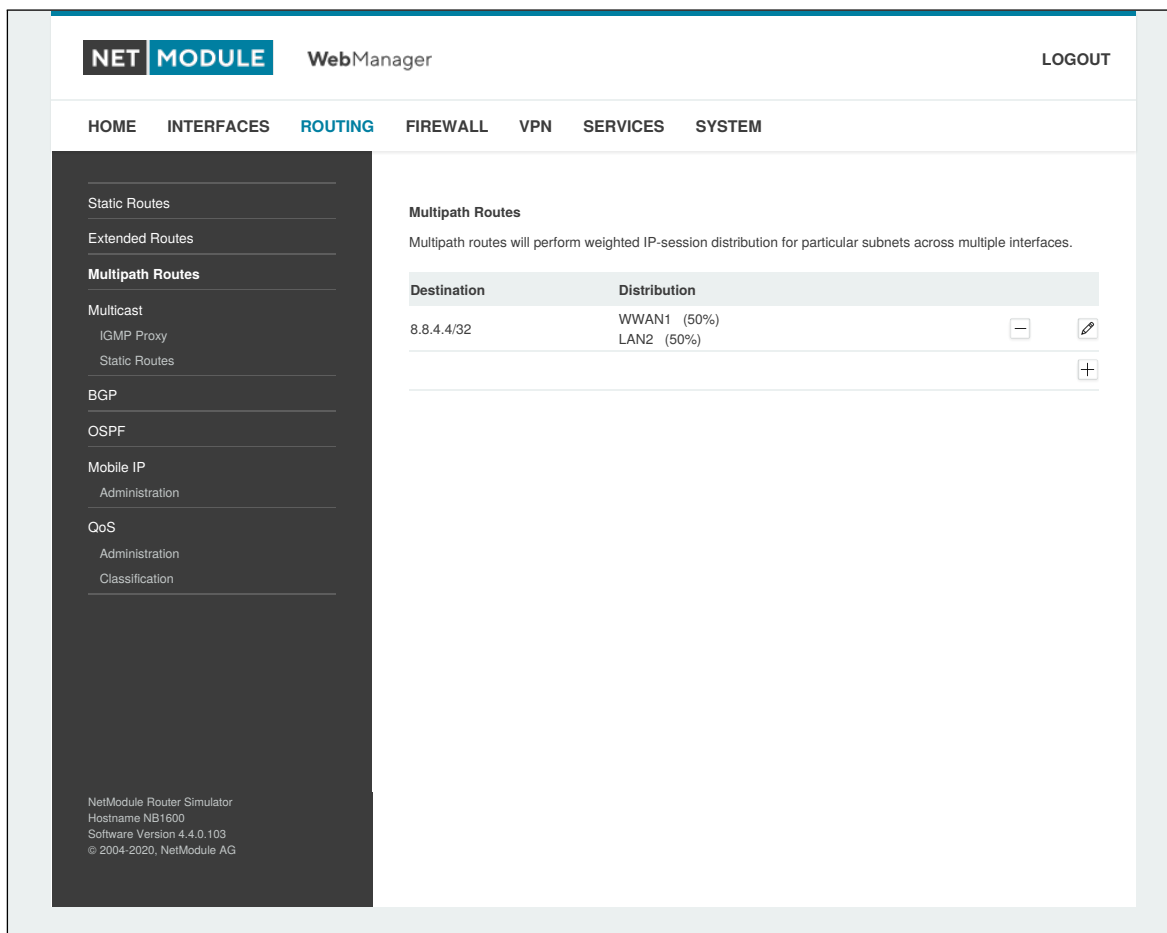 NET MODULE WebManager LOGOUT
HOME INTERFACES ROUTING FIREWALL VPN SERVICES SYSTEM
Static Routes
Extended Routes
Multipath Routes
Multicast
IGMP Proxy
Static Routes
BGP
OSPF
Mobile IP
Administration
QoS
Administration
Classification
NetModule Router Simulator
Hostname NB1600
Software Version 4.4.0.103
© 2004-2020, NetModule AG
Multipath Routes
Multipath routes will perform weighted IP-session distribution for particular subnets across multiple interfaces.
Destination Distribution
8.8.4.4/32 WWAN1 (50%)
LAN2 (50%)